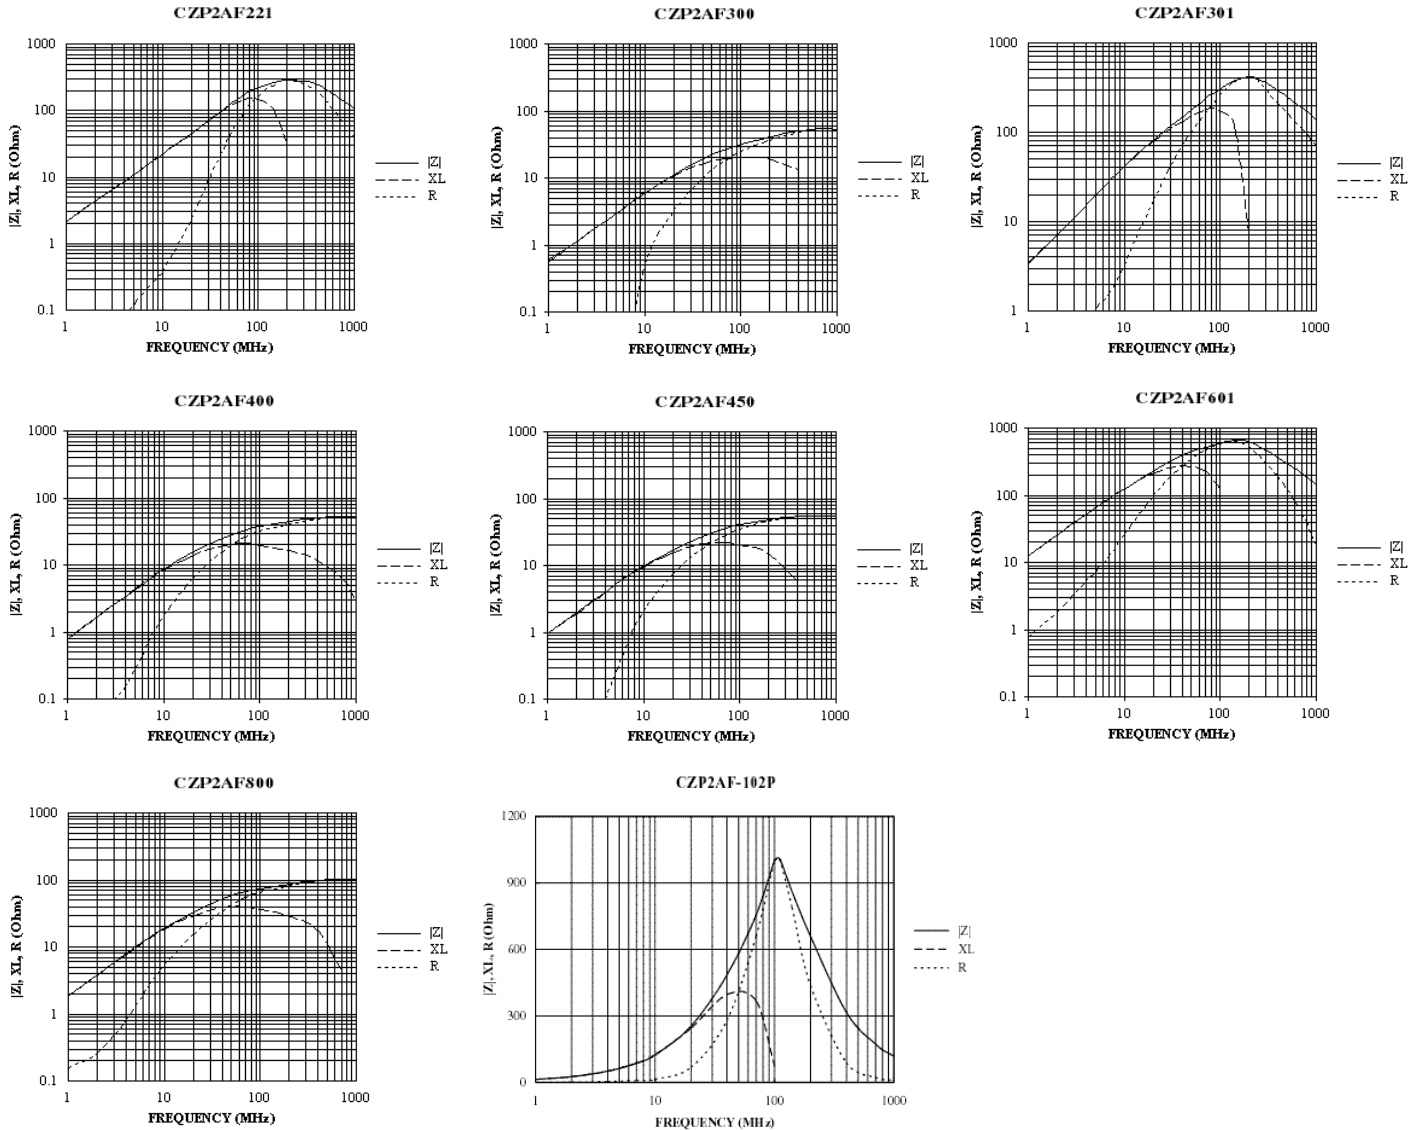 CZP2AF221
1000
100
10
1
0.1
|Z|, XL, R (Ohm)
1 10 100 1000
FREQUENCY (MHz)
|Z|
XL
R
CZP2AF300
1000
100
10
1
0.1
|Z|, XL, R (Ohm)
1 10 100 1000
FREQUENCY (MHz)
|Z|
XL
R
CZP2AF301
1000
100
10
1
|Z|, XL, R (Ohm)
1 10 100 1000
FREQUENCY (MHz)
|Z|
XL
R
CZP2AF400
1000
100
10
1
0.1
|Z|, XL, R (Ohm)
1 10 100 1000
FREQUENCY (MHz)
|Z|
XL
R
CZP2AF450
1000
100
10
1
0.1
|Z|, XL, R (Ohm)
1 10 100 1000
FREQUENCY (MHz)
|Z|
XL
R
CZP2AF601
1000
100
10
1
0.1
|Z|, XL, R (Ohm)
1 10 100 1000
FREQUENCY (MHz)
|Z|
XL
R
CZP2AF800
1000
100
10
1
0.1
|Z|, XL, R (Ohm)
1 10 100 1000
FREQUENCY (MHz)
|Z|
XL
R
CZP2AF-102P
1200
900
600
300
0
|Z|, XL, R (Ohm)
1 10 100 1000
FREQUENCY (MHz)
|Z|
XL
R